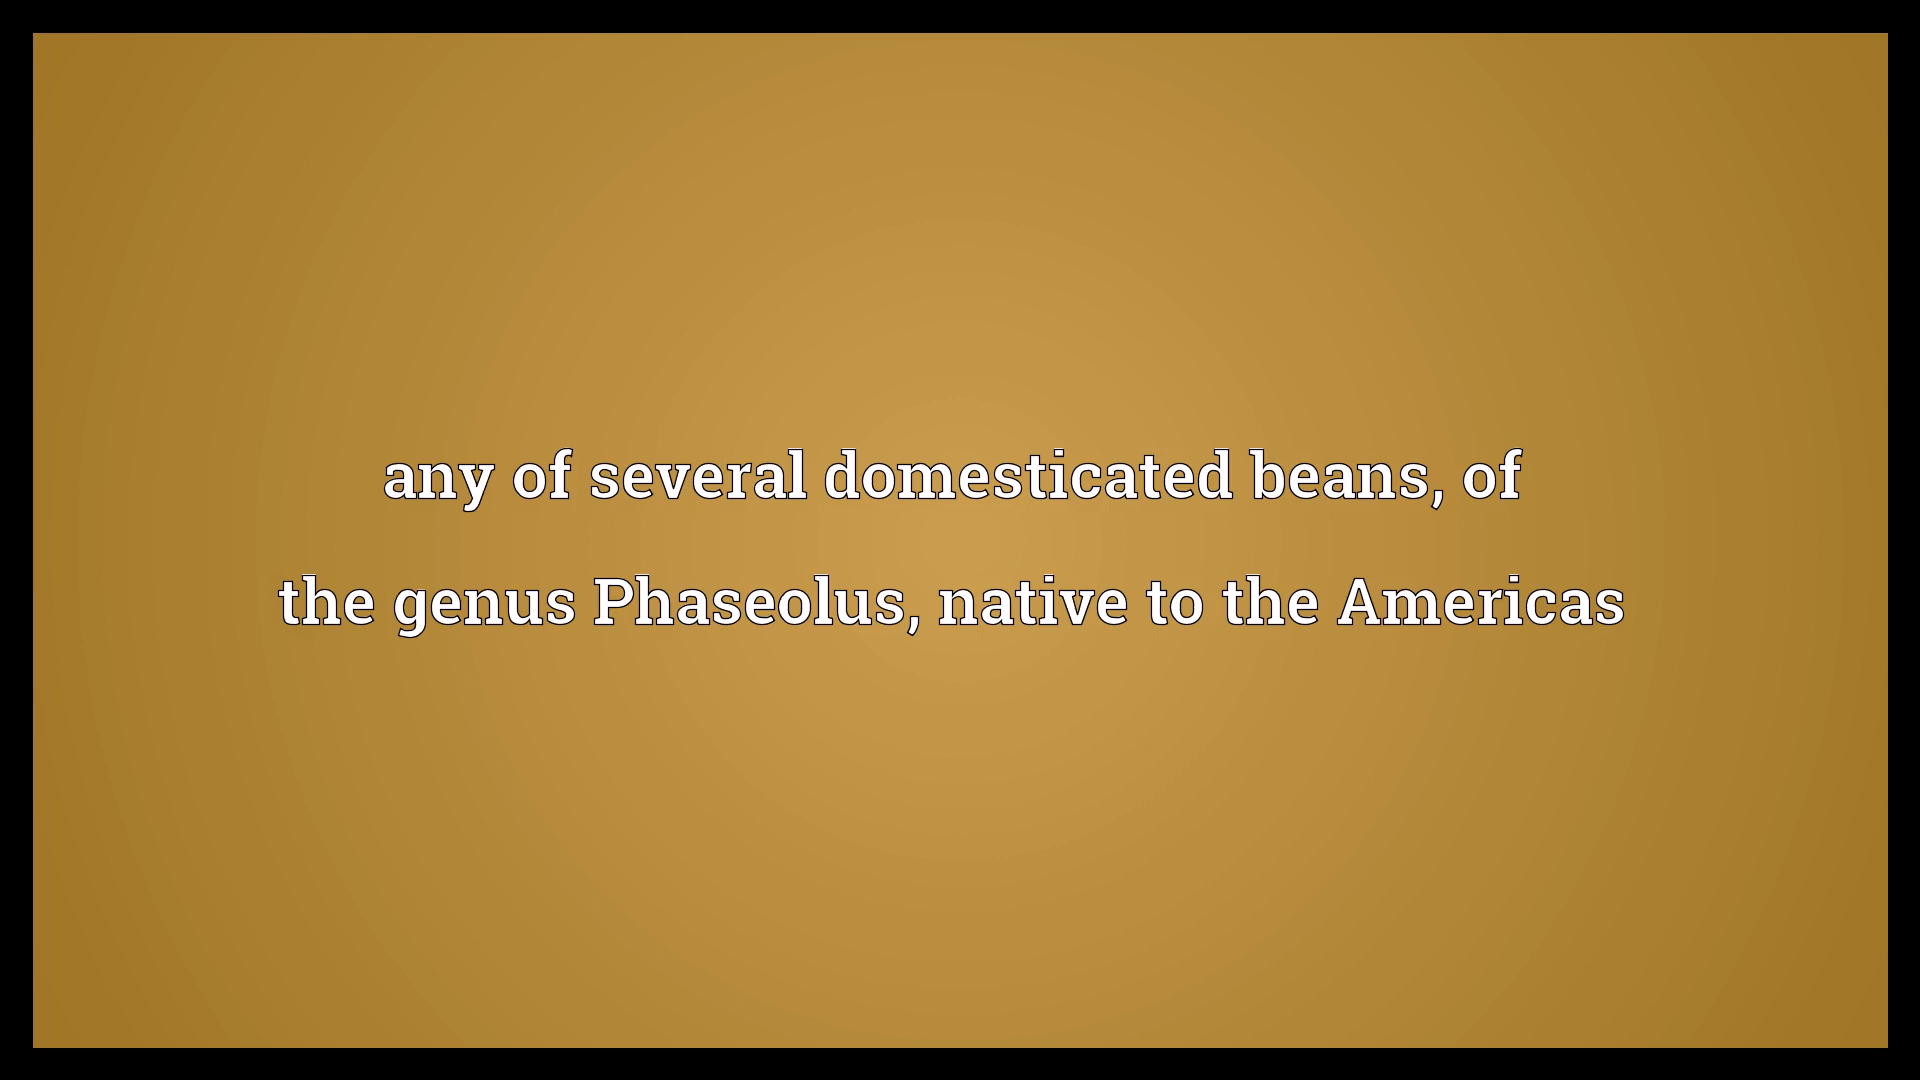 any of several domesticated beans, of
the genus Phaseolus, native to the Americas